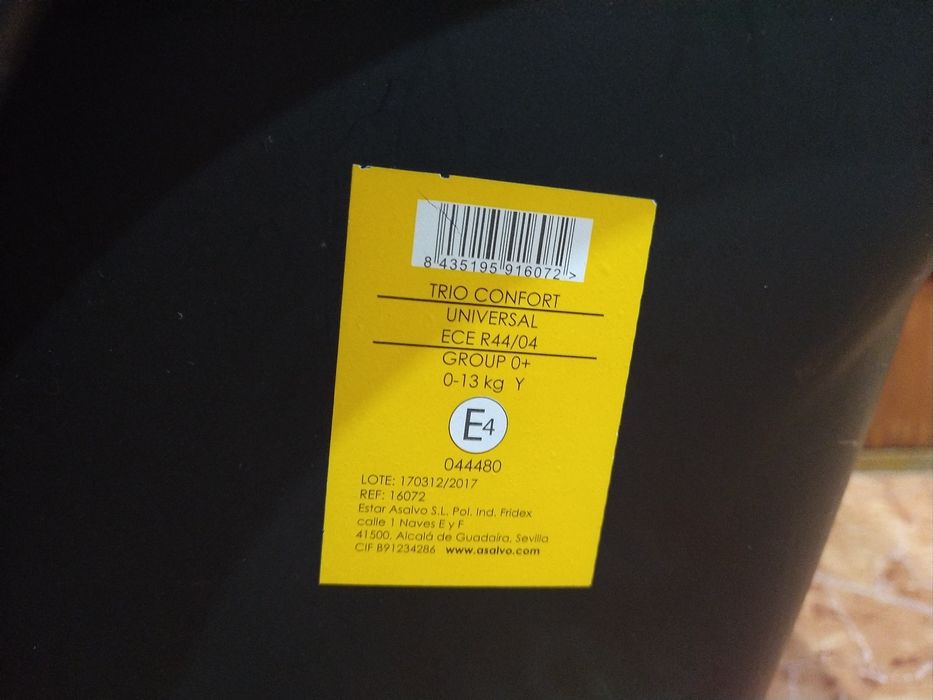 8 435195 916072 >
TRIO CONFORT
UNIVERSAL
ECE R44/04
GROUP 0+
0-13 kg Y
E4
044480
LOTE: 170312/2017
REF: 16072
Estar Asalvo S.L. Pol. Ind. Fridex
calle 1 Naves E y F
41500. Alcalá de Guadaíra, Sevilla
CIF B91234286 www.asalvo.com